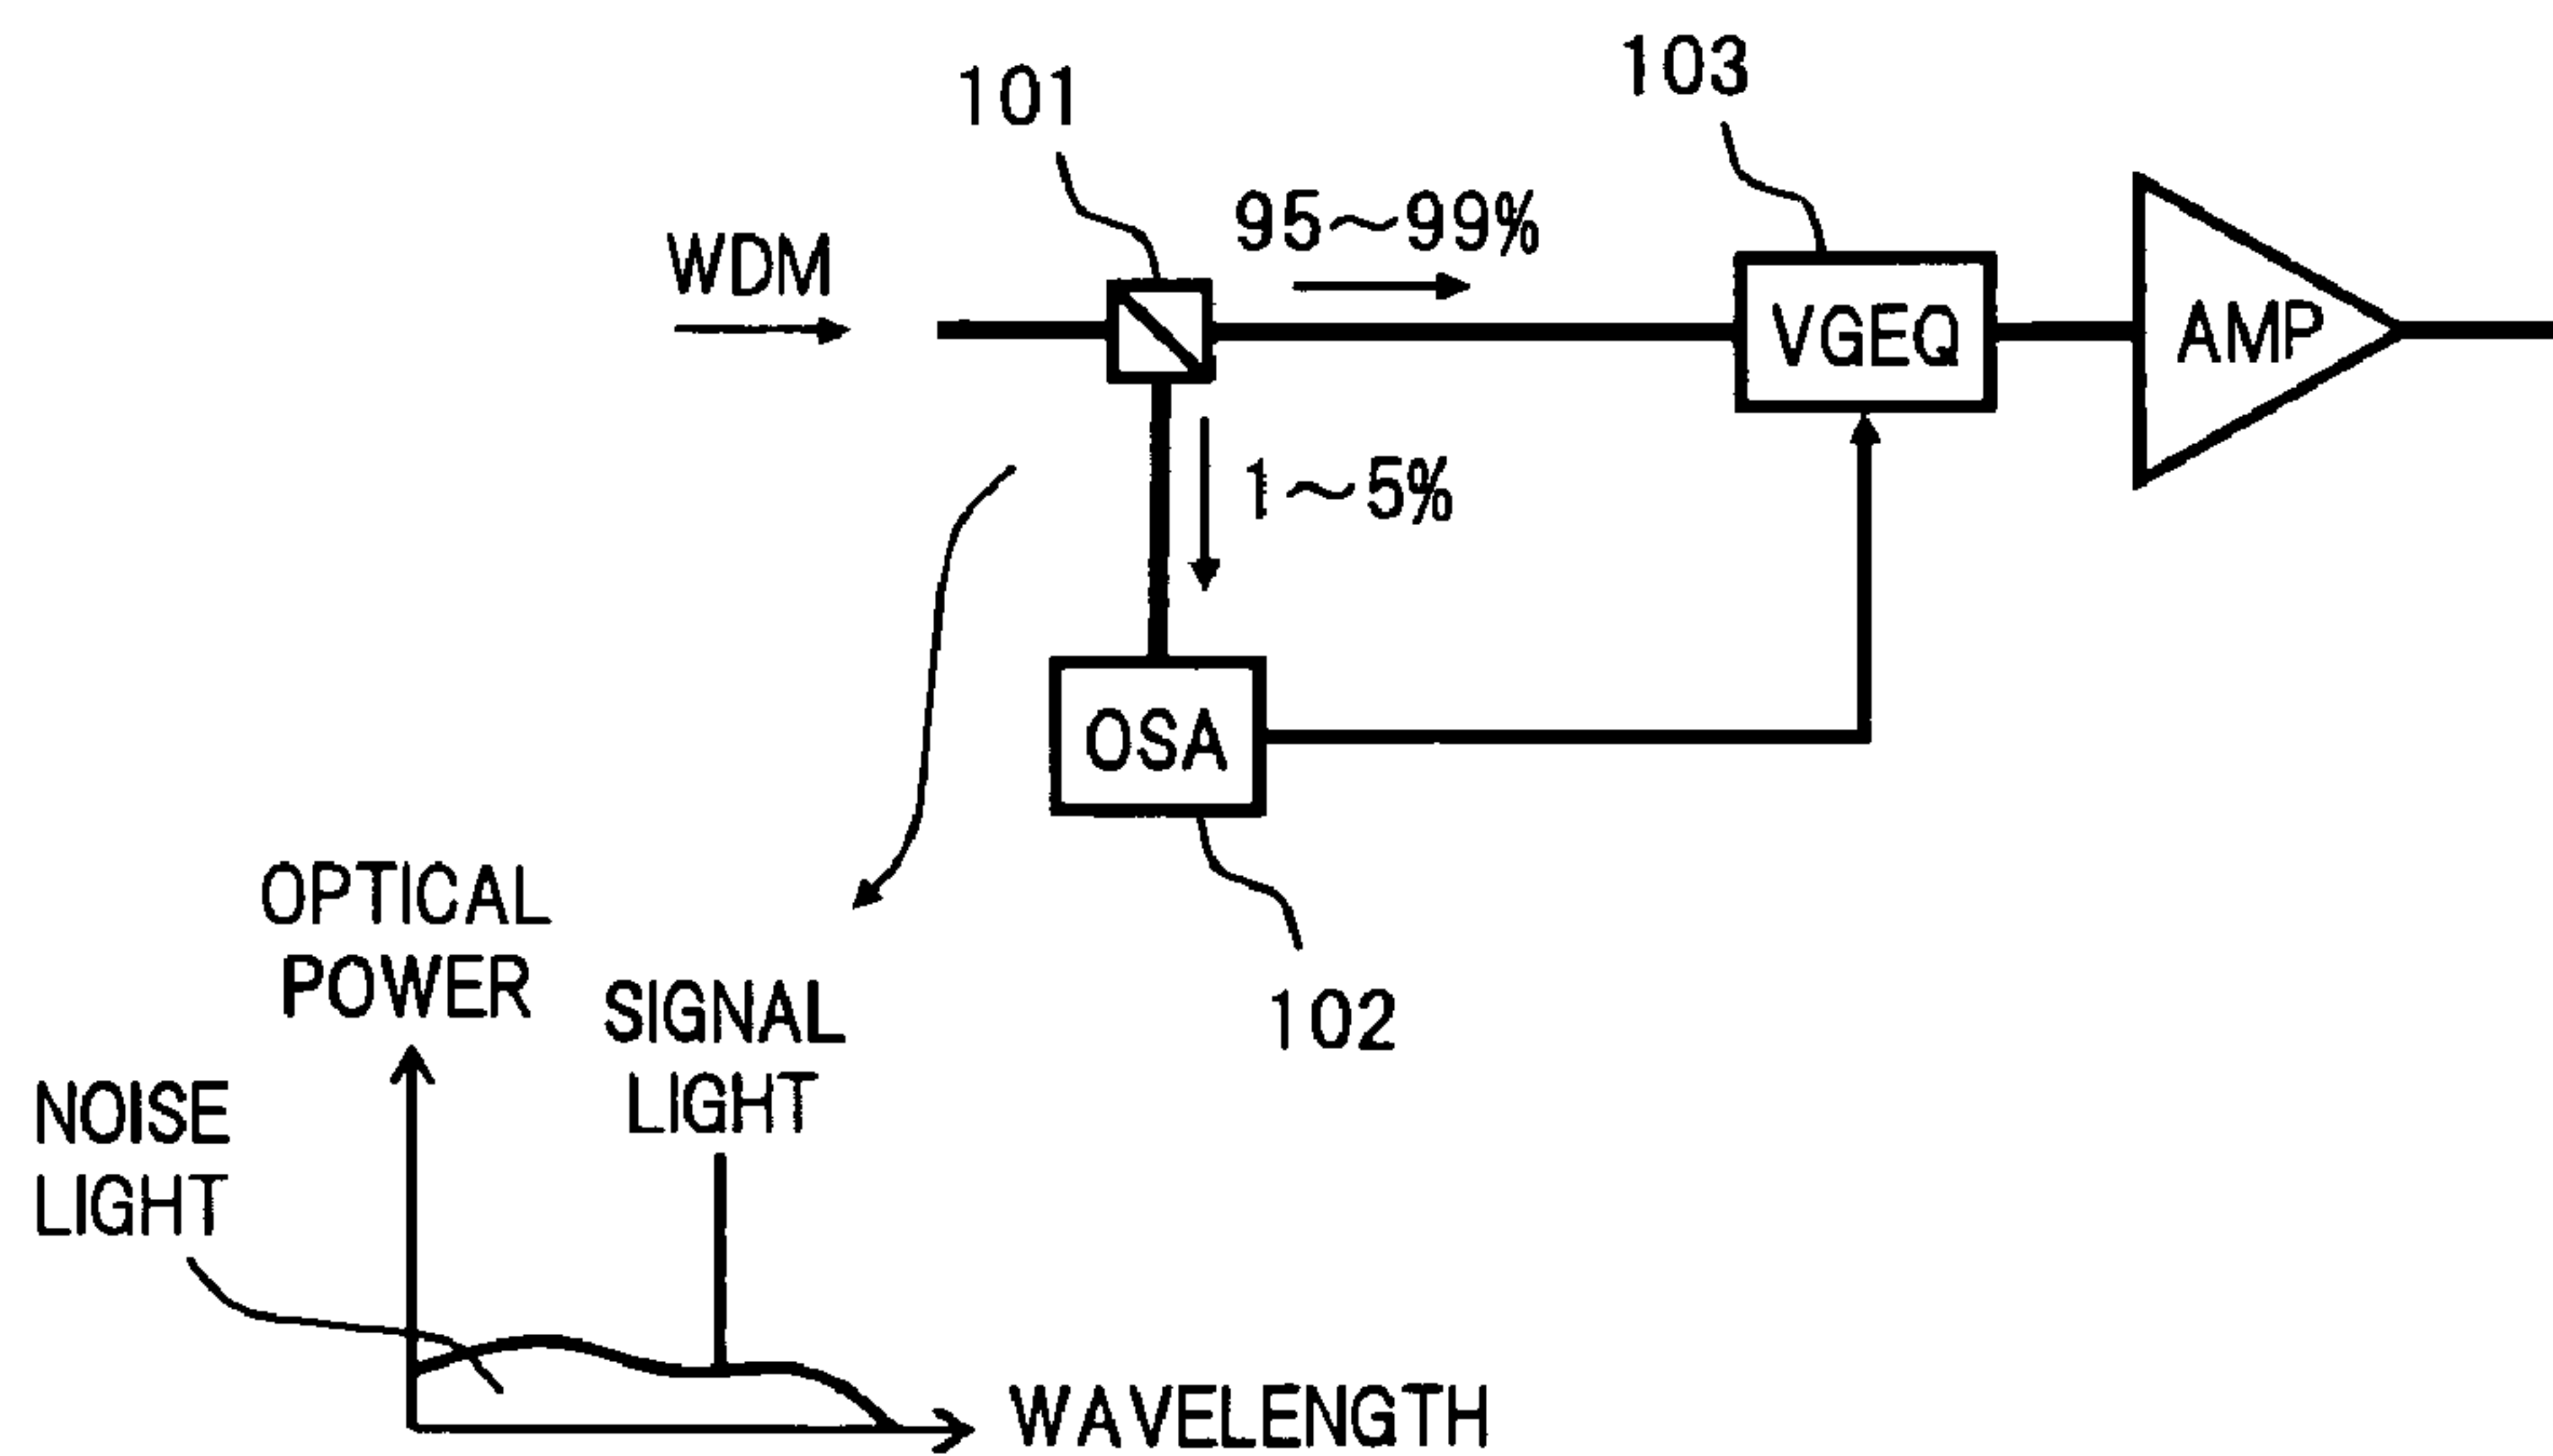 103
101
95～99%
WDM
VGEQ
AMP
1～5%
OSA
102
OPTICAL
POWER
SIGNAL
LIGHT
NOISE
LIGHT
WAVELENGTH